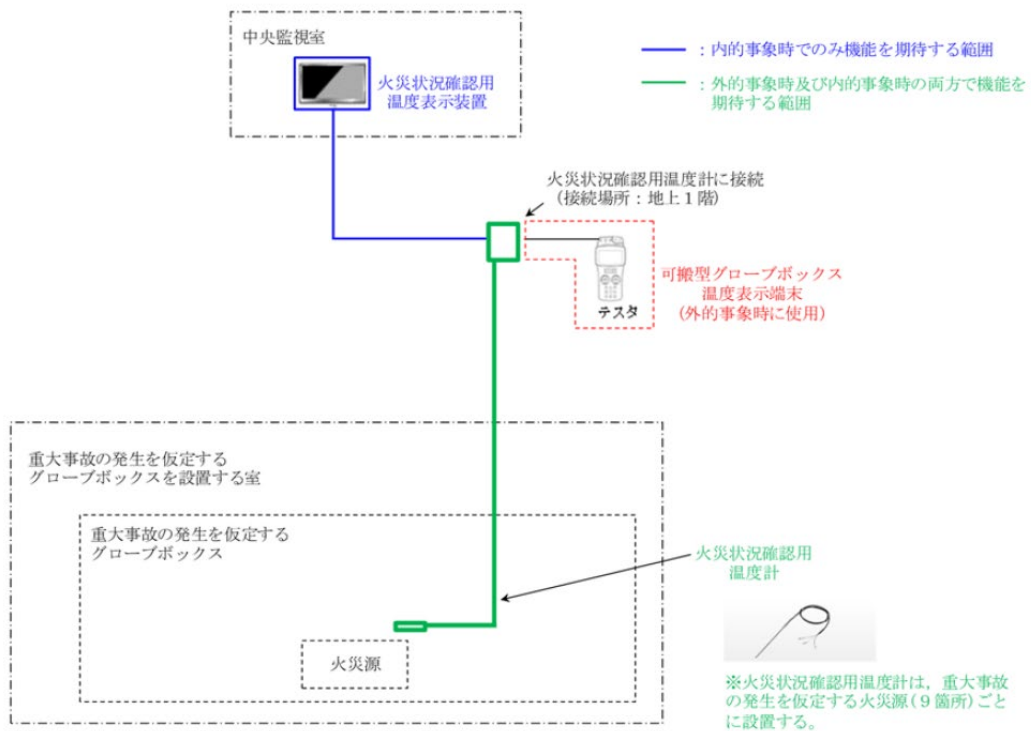 中央監視室
火災状況確認用
温度表示装置
：内的事象時でのみ機能を期待する範囲
：外的事象時及び内的事象時の両方で機能を
期待する範囲
火災状況確認用温度計に接続
（接続場所：地上１階）
テスタ
可搬型グローブボックス
温度表示端末
（外的事象時に使用）
重大事故の発生を仮定する
グローブボックスを設置する室
重大事故の発生を仮定する
グローブボックス
火災源
火災状況確認用
温度計
※火災状況確認用温度計は，重大事故
の発生を仮定する火災源(９箇所)ごと
に設置する。